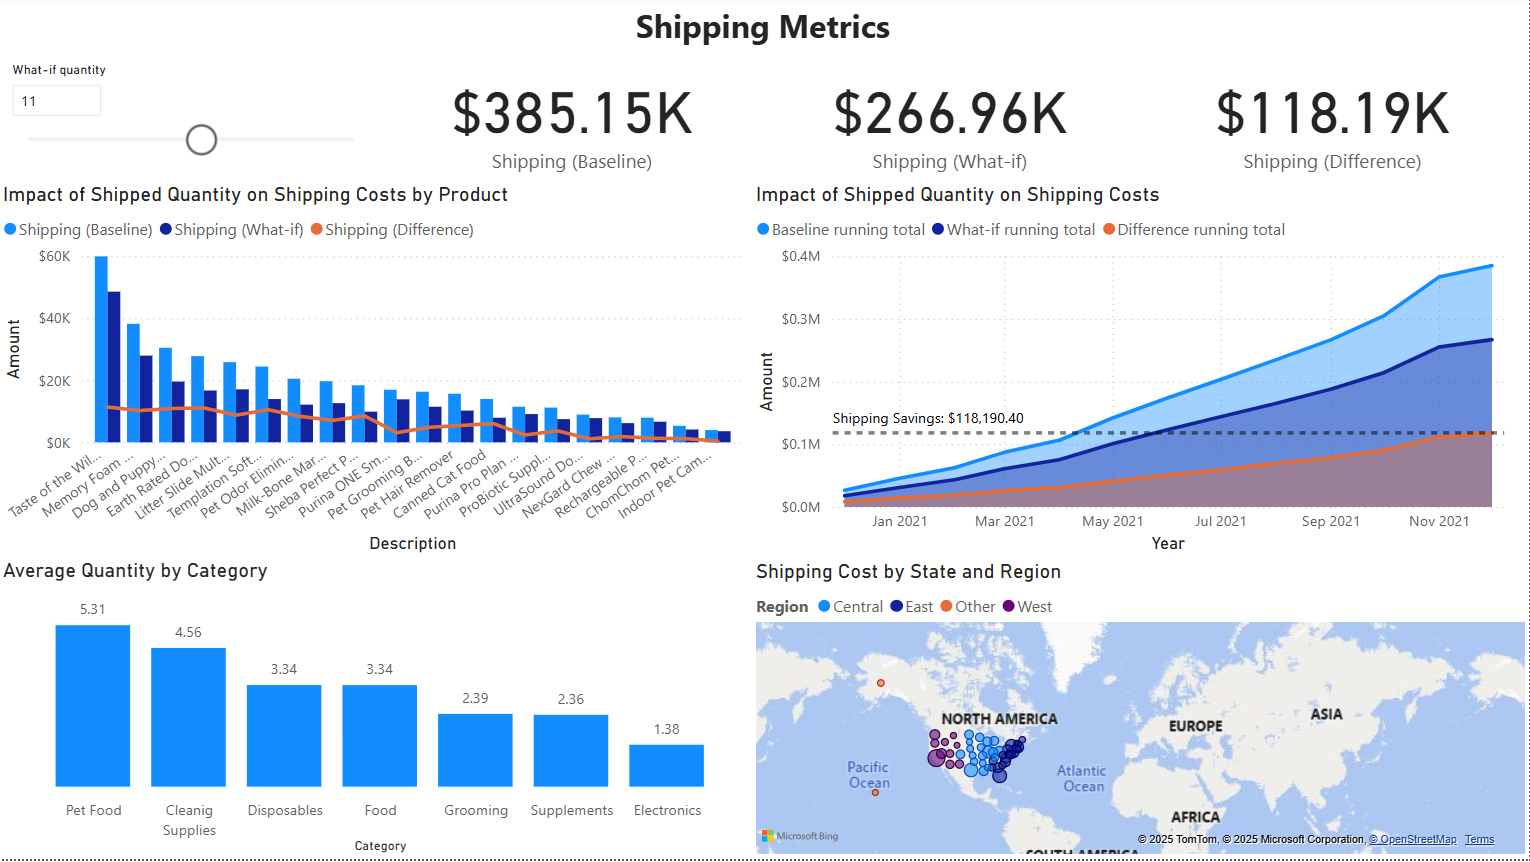 Shipping Metrics
What-if quantity
11
$385.15K
Shipping (Baseline)
$266.96K
Shipping (What-if)
$118.19K
Shipping (Difference)
Impact of Shipped Quantity on Shipping Costs by Product
Shipping (Baseline) Shipping (What-if) Shipping (Difference)
Amount
$60K
$40K
$20K
$0K
Taste of the Wil...
Memory Foam ...
Dog and Puppy...
Earth Rated Do...
Litter Slide Mult...
Templation Soft...
Pet Odor Elimin...
Milk-Bone Mar...
Sheba Perfect P...
Purina ONE Sm...
Pet Grooming B...
Pet Hair Remover
Canned Cat Food
Purina Pro Plan ...
ProBiotic Suppl...
UltraSound Do...
NexGard Chew ...
Rechargeable P...
ChomChom Pet...
Indoor Pet Cam...
Description
Impact of Shipped Quantity on Shipping Costs
Baseline running total What-if running total Difference running total
Amount
$0.4M
$0.3M
$0.2M
$0.1M
$0.0M
Shipping Savings: $118,190.40
Jan 2021 Mar 2021 May 2021 Jul 2021 Sep 2021 Nov 2021
Year
Average Quantity by Category
5.31
4.56
3.34
3.34
2.39
2.36
1.38
Pet Food
Cleanig
Supplies
Disposables
Food
Grooming
Supplements
Electronics
Category
Shipping Cost by State and Region
Region Central East Other West
NORTH AMERICA
EUROPE
ASIA
Pacific
Ocean
Atlantic
Ocean
AFRICA
Microsoft Bing
© 2025 TomTom, © 2025 Microsoft Corporation, © OpenStreetMap Terms
SOUTH AMERICA